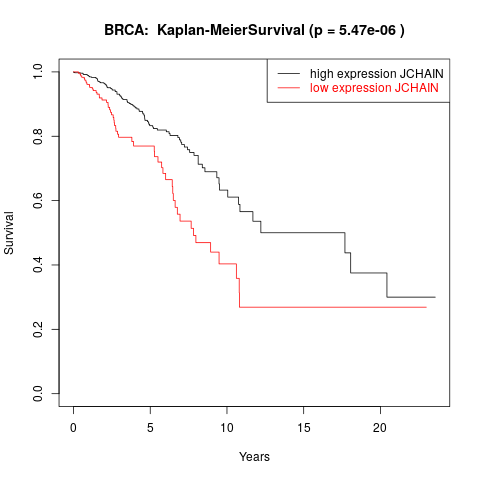 BRCA:  Kaplan-MeierSurvival (p = 5.47e-06 )
high expression JCHAIN
low expression JCHAIN
Survival
1.0
0.8
0.6
0.4
0.2
0.0
0 5 10 15 20
Years